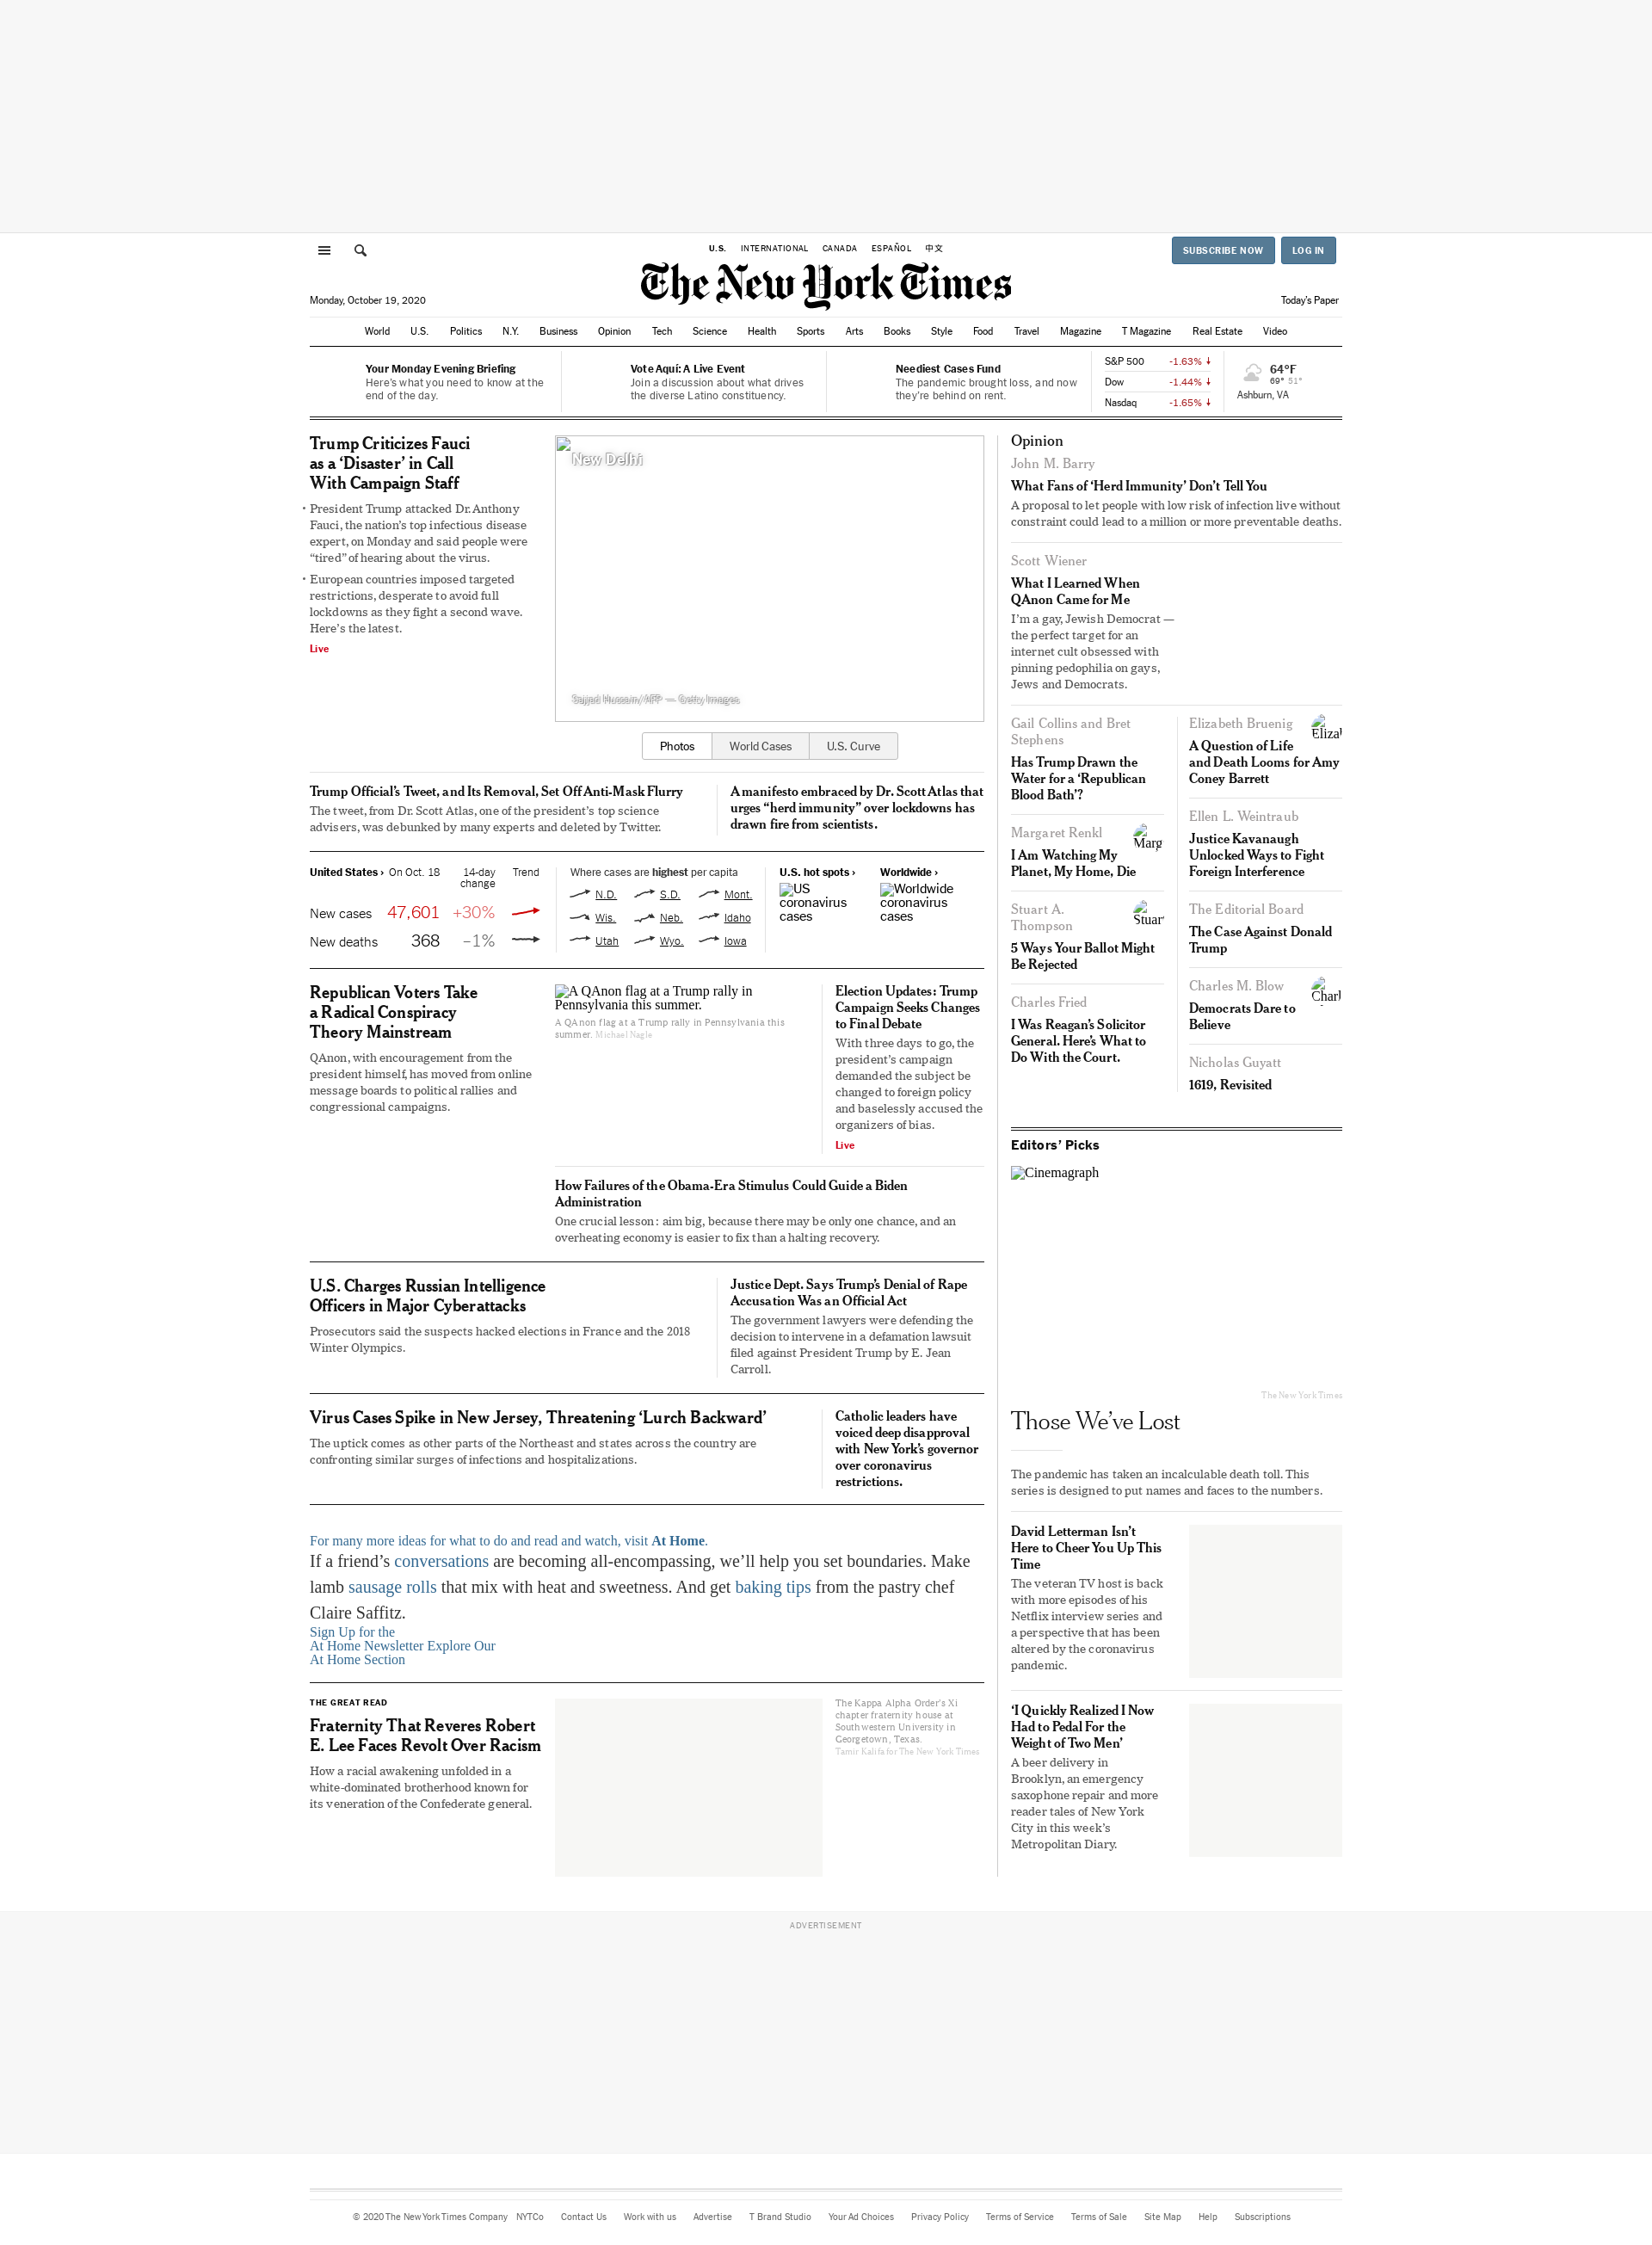 U.S. INTERNATIONAL CANADA ESPAÑOL 中文
SUBSCRIBE NOW LOG IN
The New York Times
Monday, October 19, 2020
Today's Paper
World U.S. Politics N.Y. Business Opinion Tech Science Health Sports Arts Books Style Food Travel Magazine T Magazine Real Estate Video
Your Monday Evening Briefing
Here's what you need to know at the
end of the day.
Vote Aquí: A Live Event
Join a discussion about what drives
the diverse Latino constituency.
Neediest Cases Fund
The pandemic brought loss, and now
they're behind on rent.
S&P 500 -1.63%
Dow -1.44%
Nasdaq -1.65%
64°F
69° 51°
Ashburn, VA
Trump Criticizes Fauci
as a ‘Disaster’ in Call
With Campaign Staff
• President Trump attacked Dr. Anthony
Fauci, the nation’s top infectious disease
expert, on Monday and said people were
“tired” of hearing about the virus.
• European countries imposed targeted
restrictions, desperate to avoid full
lockdowns as they fight a second wave.
Here’s the latest.
Live
New Delhi
Sajjad Hussain/AFP — Getty Images
Photos World Cases U.S. Curve
Trump Official’s Tweet, and Its Removal, Set Off Anti-Mask Flurry
The tweet, from Dr. Scott Atlas, one of the president’s top science
advisers, was debunked by many experts and deleted by Twitter.
A manifesto embraced by Dr. Scott Atlas that
urges “herd immunity” over lockdowns has
drawn fire from scientists.
United States › On Oct. 18 14-day
change Trend
New cases 47,601 +30%
New deaths 368 –1%
Where cases are highest per capita
N.D. S.D. Mont.
Wis. Neb. Idaho
Utah Wyo. Iowa
U.S. hot spots ›
US
coronavirus
cases
Worldwide ›
Worldwide
coronavirus
cases
Republican Voters Take
a Radical Conspiracy
Theory Mainstream
QAnon, with encouragement from the
president himself, has moved from online
message boards to political rallies and
congressional campaigns.
A QAnon flag at a Trump rally in
Pennsylvania this summer.
A QAnon flag at a Trump rally in Pennsylvania this
summer. Michael Nagle
Election Updates: Trump
Campaign Seeks Changes
to Final Debate
With three days to go, the
president’s campaign
demanded the subject be
changed to foreign policy
and baselessly accused the
organizers of bias.
Live
How Failures of the Obama-Era Stimulus Could Guide a Biden
Administration
One crucial lesson: aim big, because there may be only one chance, and an
overheating economy is easier to fix than a halting recovery.
U.S. Charges Russian Intelligence
Officers in Major Cyberattacks
Prosecutors said the suspects hacked elections in France and the 2018
Winter Olympics.
Justice Dept. Says Trump’s Denial of Rape
Accusation Was an Official Act
The government lawyers were defending the
decision to intervene in a defamation lawsuit
filed against President Trump by E. Jean
Carroll.
Virus Cases Spike in New Jersey, Threatening ‘Lurch Backward’
The uptick comes as other parts of the Northeast and states across the country are
confronting similar surges of infections and hospitalizations.
Catholic leaders have
voiced deep disapproval
with New York’s governor
over coronavirus
restrictions.
For many more ideas for what to do and read and watch, visit At Home.
If a friend’s conversations are becoming all-encompassing, we’ll help you set boundaries. Make
lamb sausage rolls that mix with heat and sweetness. And get baking tips from the pastry chef
Claire Saffitz.
Sign Up for the
At Home Newsletter Explore Our
At Home Section
THE GREAT READ
Fraternity That Reveres Robert
E. Lee Faces Revolt Over Racism
How a racial awakening unfolded in a
white-dominated brotherhood known for
its veneration of the Confederate general.
The Kappa Alpha Order’s Xi
chapter fraternity house at
Southwestern University in
Georgetown, Texas.
Tamir Kalifa for The New York Times
Opinion
John M. Barry
What Fans of ‘Herd Immunity’ Don’t Tell You
A proposal to let people with low risk of infection live without
constraint could lead to a million or more preventable deaths.
Scott Wiener
What I Learned When
QAnon Came for Me
I’m a gay, Jewish Democrat —
the perfect target for an
internet cult obsessed with
pinning pedophilia on gays,
Jews and Democrats.
Gail Collins and Bret
Stephens
Has Trump Drawn the
Water for a ‘Republican
Blood Bath’?
Margaret Renkl
Marg
I Am Watching My
Planet, My Home, Die
Stuart A.
Thompson
Stuart
5 Ways Your Ballot Might
Be Rejected
Charles Fried
I Was Reagan’s Solicitor
General. Here’s What to
Do With the Court.
Elizabeth Bruenig
Eliza
A Question of Life
and Death Looms for Amy
Coney Barrett
Ellen L. Weintraub
Justice Kavanaugh
Unlocked Ways to Fight
Foreign Interference
The Editorial Board
The Case Against Donald
Trump
Charles M. Blow
Charl
Democrats Dare to
Believe
Nicholas Guyatt
1619, Revisited
Editors’ Picks
Cinemagraph
The New York Times
Those We’ve Lost
The pandemic has taken an incalculable death toll. This
series is designed to put names and faces to the numbers.
David Letterman Isn’t
Here to Cheer You Up This
Time
The veteran TV host is back
with more episodes of his
Netflix interview series and
a perspective that has been
altered by the coronavirus
pandemic.
‘I Quickly Realized I Now
Had to Pedal For the
Weight of Two Men’
A beer delivery in
Brooklyn, an emergency
saxophone repair and more
reader tales of New York
City in this week’s
Metropolitan Diary.
ADVERTISEMENT
© 2020 The New York Times Company NYTCo Contact Us Work with us Advertise T Brand Studio Your Ad Choices Privacy Policy Terms of Service Terms of Sale Site Map Help Subscriptions